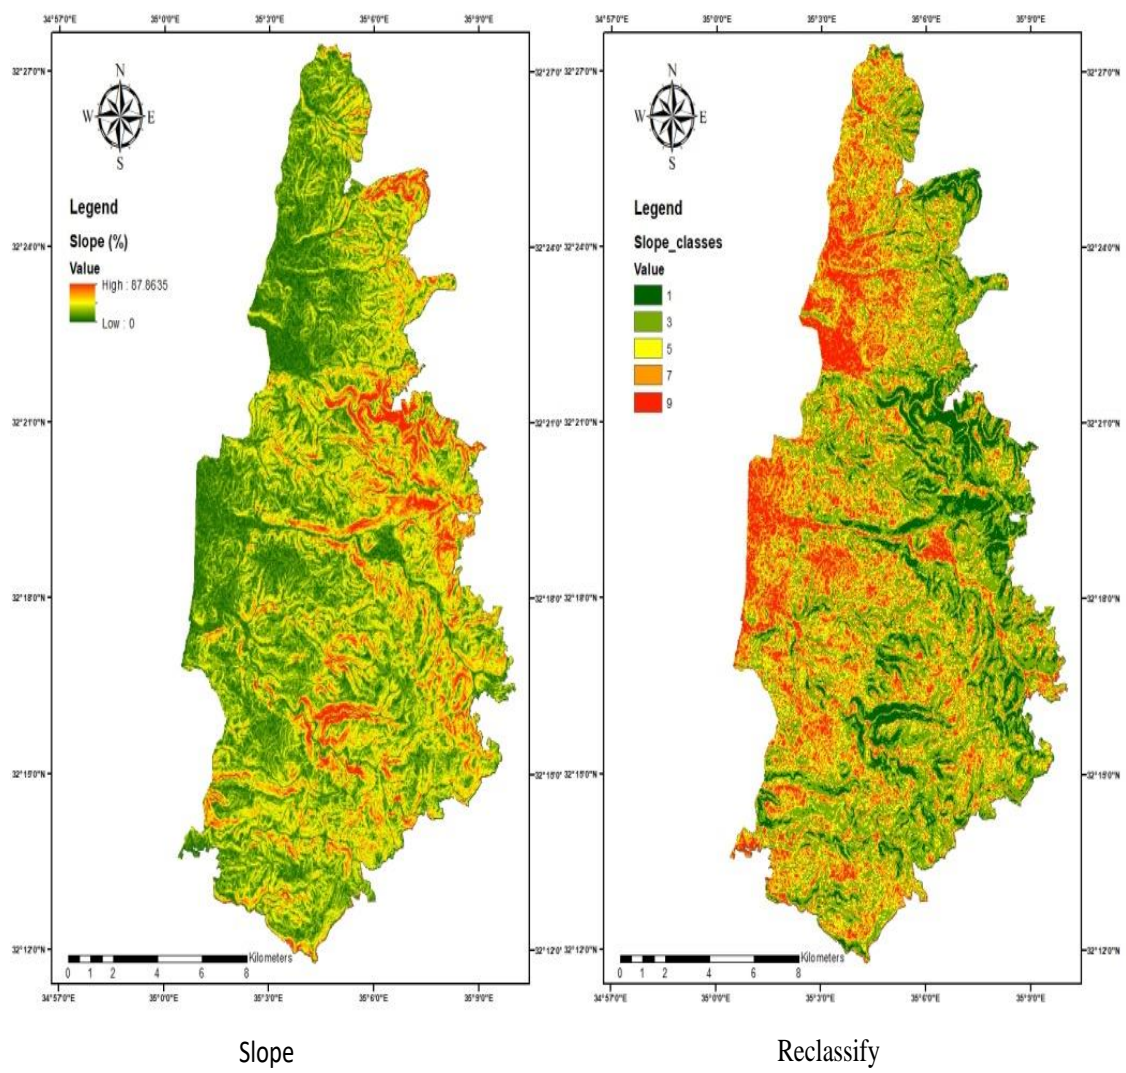 34°57'0"E 35°0'0"E 35°3'0"E 35°6'0"E 35°9'0"E
34°57'0"E 35°0'0"E 35°3'0"E 35°6'0"E 35°9'0"E
32°27'0"N 32°27'0' 32°27'0"N 32°27'0"N
N
W E
S
N
W E
S
Legend
Slope (%)
Value
High : 87.8635
Low : 0
Legend
Slope_classes
Value
1
3
5
7
9
32°24'0"N 32°24'0"N 32°24'0"N 32°24'0"N
32°21'0"N 32°21'0"N 32°21'0"N 32°21'0"N
32°18'0"N 32°18'0' 32°18'0"N 32°18'0"N
32°15'0"N 32°15'0"N 32°15'0"N 32°15'0"N
32°12'0"N 32°12'0' 32°12'0"N 32°12'0"N
Kilometers
0 1 2 4 6 8
Kilometers
0 1 2 4 6 8
34°57'0"E 35°0'0"E 35°3'0"E 35°6'0"E 35°9'0"E
34°57'0"E 35°0'0"E 35°3'0"E 35°6'0"E 35°9'0"E
Slope
Reclassify